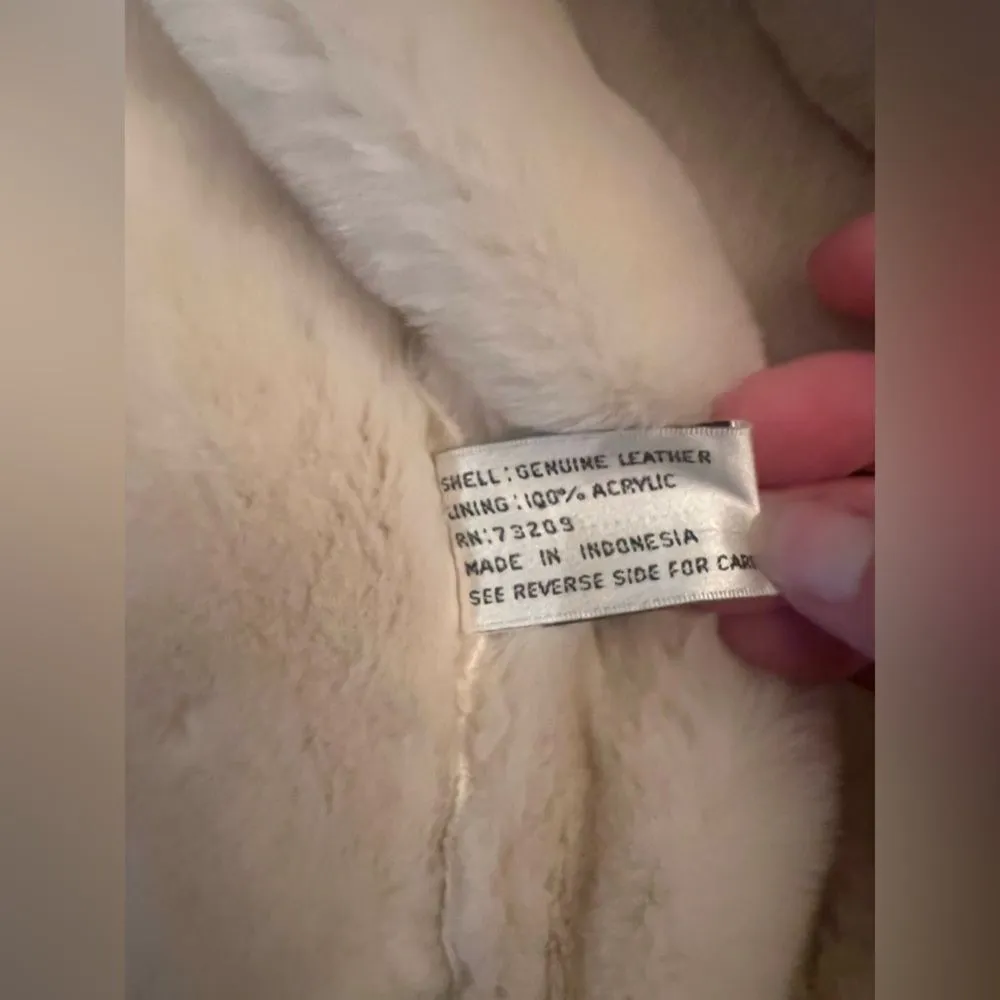 SHELL: GENUINE LEATHER
LINING: 100% ACRYLIC
RN: 73209
MADE IN INDONESIA
SEE REVERSE SIDE FOR